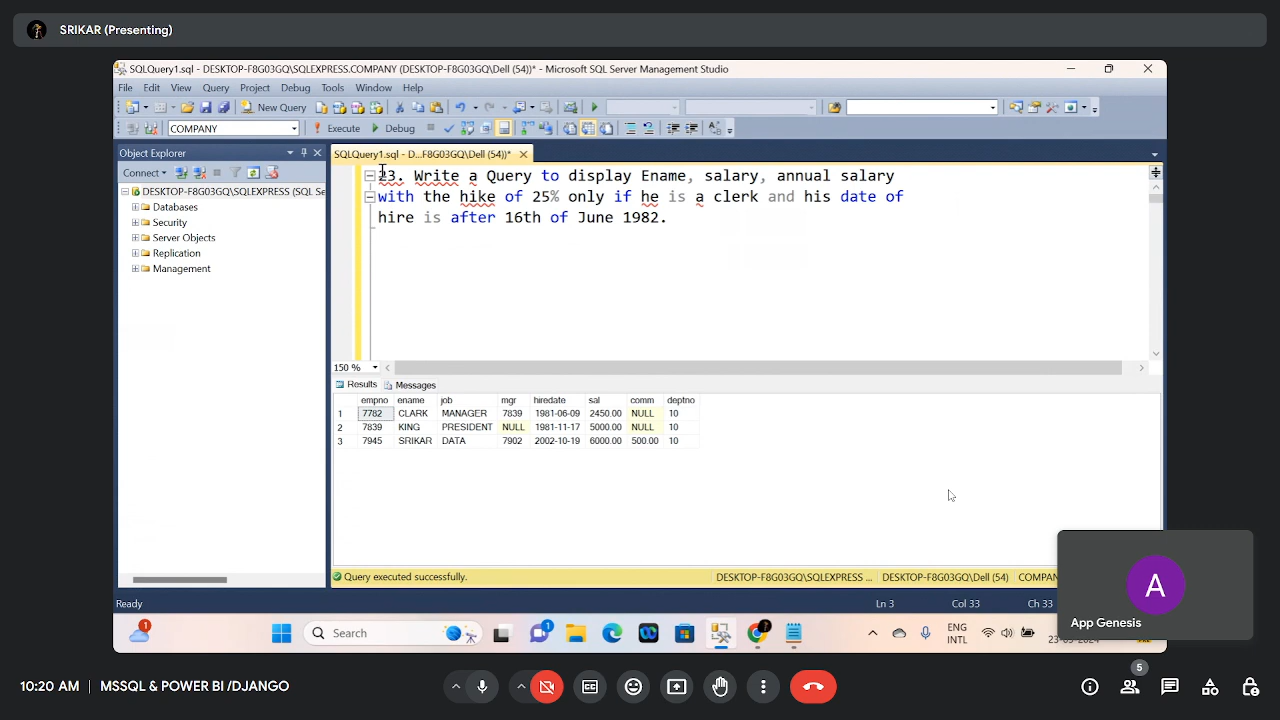 SRIKAR (Presenting)
SQLQuery1.sql - DESKTOP-F8G03GQ\SQLEXPRESS.COMPANY (DESKTOP-F8G03GQ\Dell (54))* - Microsoft SQL Server Management Studio
File Edit View Query Project Debug Tools Window Help
New Query
COMPANY Execute Debug
Object Explorer
SQLQuery1.sql - D...F8G03GQ\Dell (54))*
Connect
DESKTOP-F8G03GQ\SQLEXPRESS (SQL Se
Databases
Security
Server Objects
Replication
Management
23. Write a Query to display Ename, salary, annual salary
with the hike of 25% only if he is a clerk and his date of
hire is after 16th of June 1982.
150 %
Results Messages
empno ename job mgr hiredate sal comm deptno
1 7782 CLARK MANAGER 7839 1981-06-09 2450.00 NULL 10
2 7839 KING PRESIDENT NULL 1981-11-17 5000.00 NULL 10
3 7945 SRIKAR DATA 7902 2002-10-19 6000.00 500.00 10
Query executed successfully. DESKTOP-F8G03GQ\SQLEXPRESS ... DESKTOP-F8G03GQ\Dell (54) COMPAN
Ready Ln 3 Col 33 Ch 33
A
App Genesis
1
Search
1
7
ENG
INTL
10:20 AM | MSSQL & POWER BI /DJANGO
5